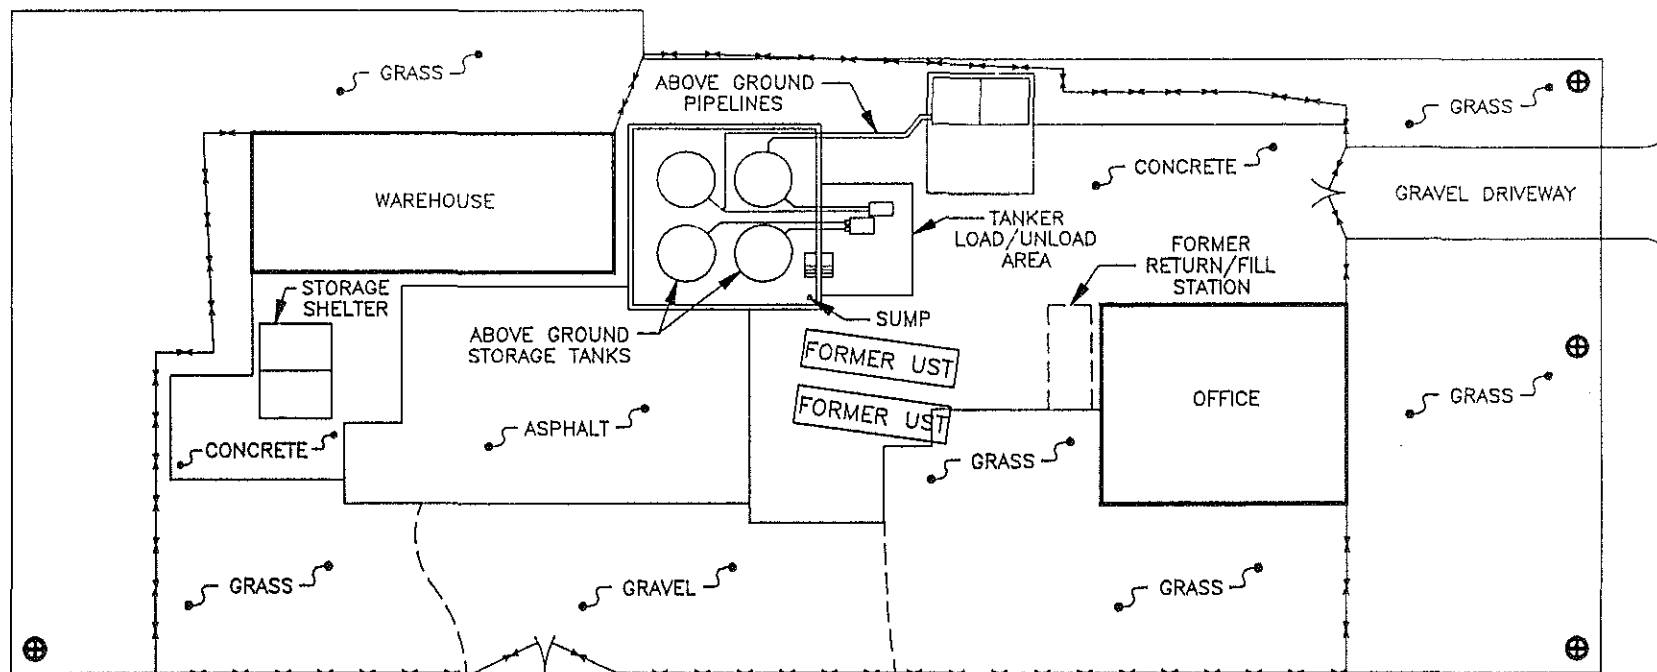 GRASS
ABOVE GROUND
PIPELINES
GRASS
CONCRETE
WAREHOUSE
GRAVEL DRIVEWAY
TANKER
LOAD/UNLOAD
AREA
FORMER
RETURN/FILL
STATION
STORAGE
SHELTER
SUMP
ABOVE GROUND
STORAGE TANKS
FORMER UST
FORMER UST
OFFICE
GRASS
ASPHALT
CONCRETE
GRASS
GRASS
GRAVEL
GRASS